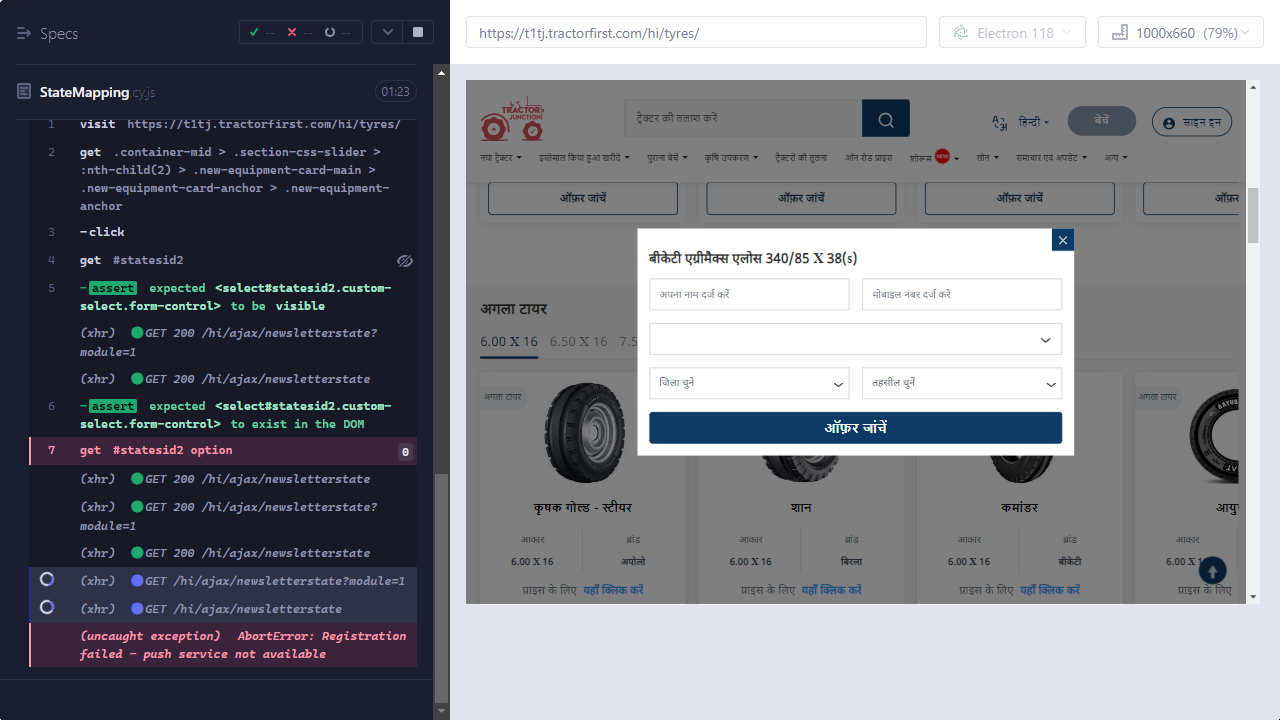 Specs
-- -- --
StateMapping.cy.js 01:23
1 visit https://t1tj.tractorfirst.com/hi/tyres/
2 get .container-mid > .section-css-slider >
:nth-child(2) > .new-equipment-card-main >
.new-equipment-card-anchor > .new-equipment-
anchor
3 -click
4 get #statesid2
5 -assert expected <select#statesid2.custom-
select.form-control> to be visible
(xhr) GET 200 /hi/ajax/newsletterstate?
module=1
(xhr) GET 200 /hi/ajax/newsletterstate
6 -assert expected <select#statesid2.custom-
select.form-control> to exist in the DOM
7 get #statesid2 option 0
(xhr) GET 200 /hi/ajax/newsletterstate
(xhr) GET 200 /hi/ajax/newsletterstate?
module=1
(xhr) GET 200 /hi/ajax/newsletterstate
(xhr) GET /hi/ajax/newsletterstate?module=1
(xhr) GET /hi/ajax/newsletterstate
(uncaught exception) AbortError: Registration
failed - push service not available
https://t1tj.tractorfirst.com/hi/tyres/ Electron 118 1000x660 (79%)
TRACTOR
JUNCTION
ट्रैक्टर की तलाश करें
हिन्दी बेचें साइन इन
नया ट्रैक्टर इस्तेमाल किया हुआ खरीदें पुराना बेचें कृषि उपकरण ट्रैक्टरों की तुलना ऑन रोड प्राइस शोरूम NEW लोन समाचार एवं अपडेट अन्य
ऑफ़र जांचें ऑफ़र जांचें ऑफ़र जांचें ऑफ़र
बीकेटी एग्रीमैक्स एलोस 340/85 X 38(s)
अपना नाम दर्ज करें मोबाइल नंबर दर्ज करें
जिला चुने तहसील चुनें
ऑफ़र जांचें
अगला टायर
6.00 X 16 6.50 X 16 7.5
अगला टायर अगला टायर
कृषक गोल्ड - स्टीयर शान कमांडर आयु
आकार ब्रांड आकार ब्रांड आकार ब्रांड आकार
6.00 X 16 अपोलो 6.00 X 16 बिरला 6.00 X 16 बीकेटी 6.00 X 16
प्राइस के लिए यहाँ क्लिक करें प्राइस के लिए यहाँ क्लिक करें प्राइस के लिए यहाँ क्लिक करें प्राइस के लिए